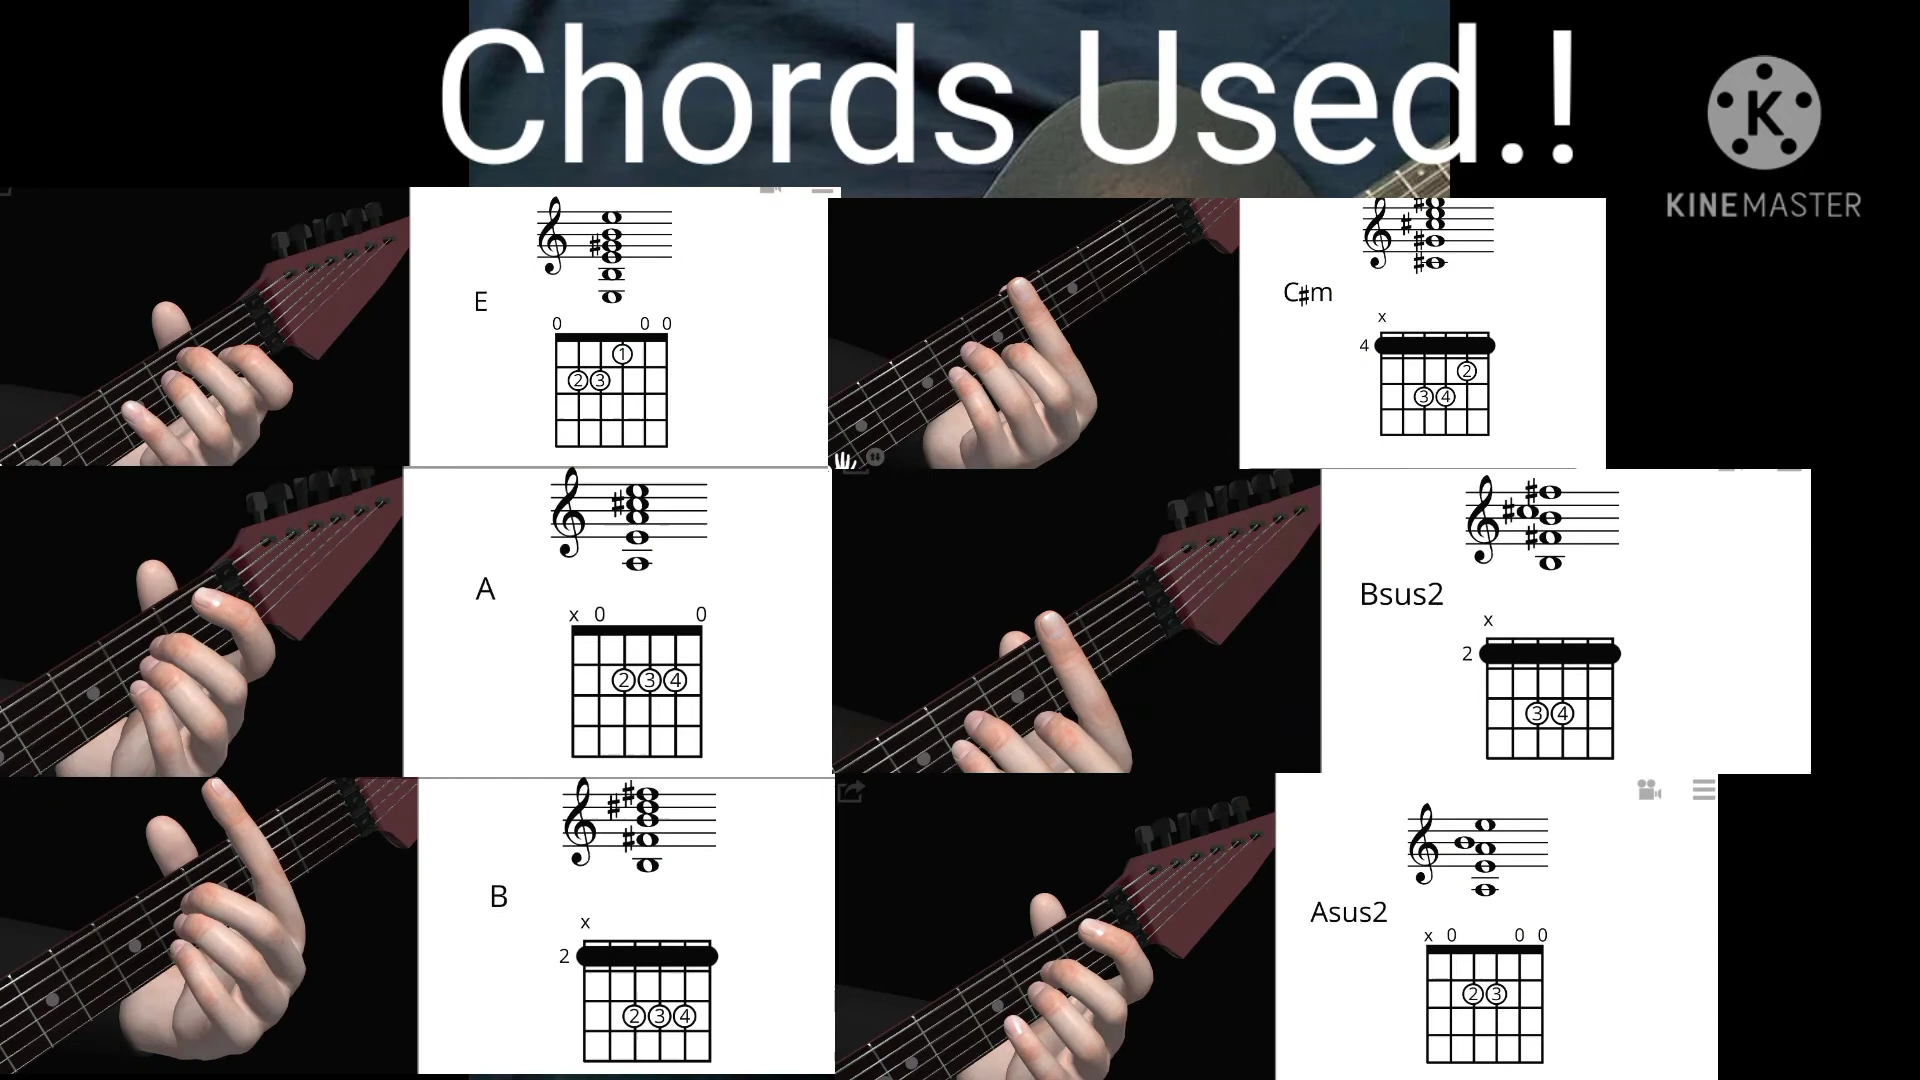 Chords Used.!
K
KINEMASTER
E
0 0 0
1
2 3
C#m
x
4
2
3 4
A
x 0 0
2 3 4
Bsus2
x
2
3 4
B
x
2
2 3 4
Asus2
x 0 0 0
2 3